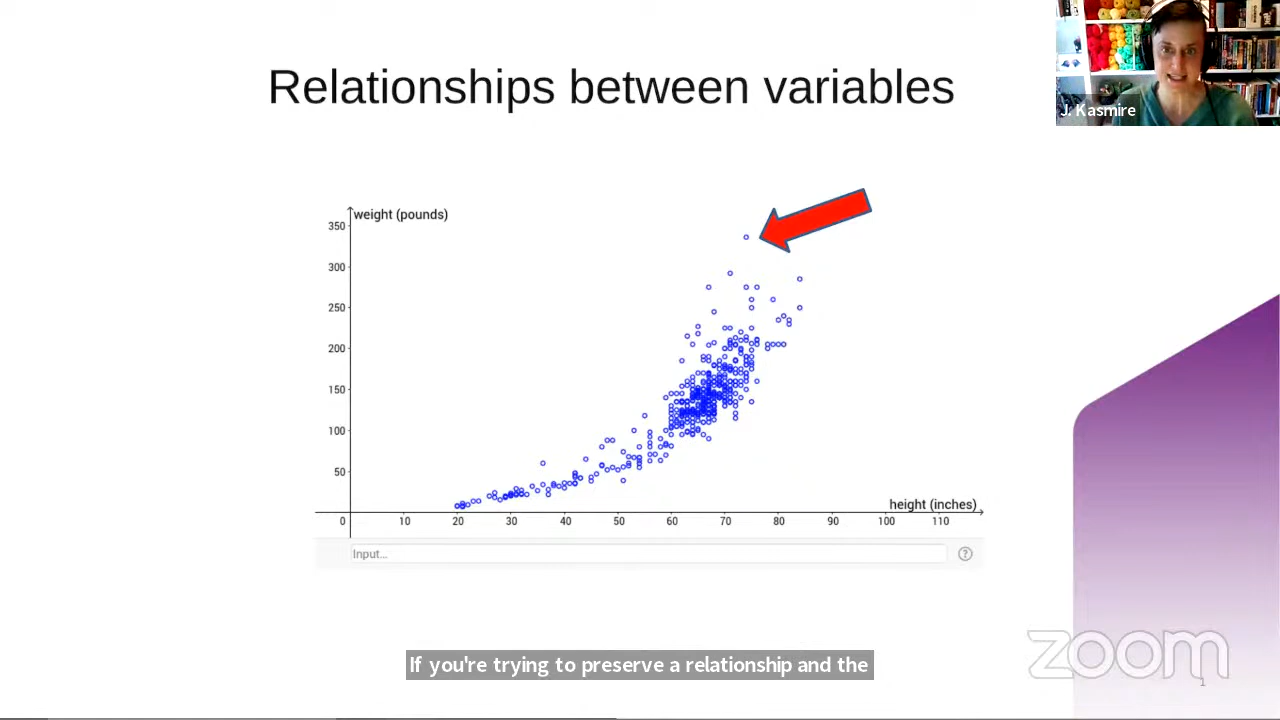 Relationships between variables
J. Kasmire
weight (pounds)
350
300
250
200
150
100
50
height (inches)
0 10 20 30 40 50 60 70 80 90 100 110
Input...
?
If you're trying to preserve a relationship and the
zoom
1